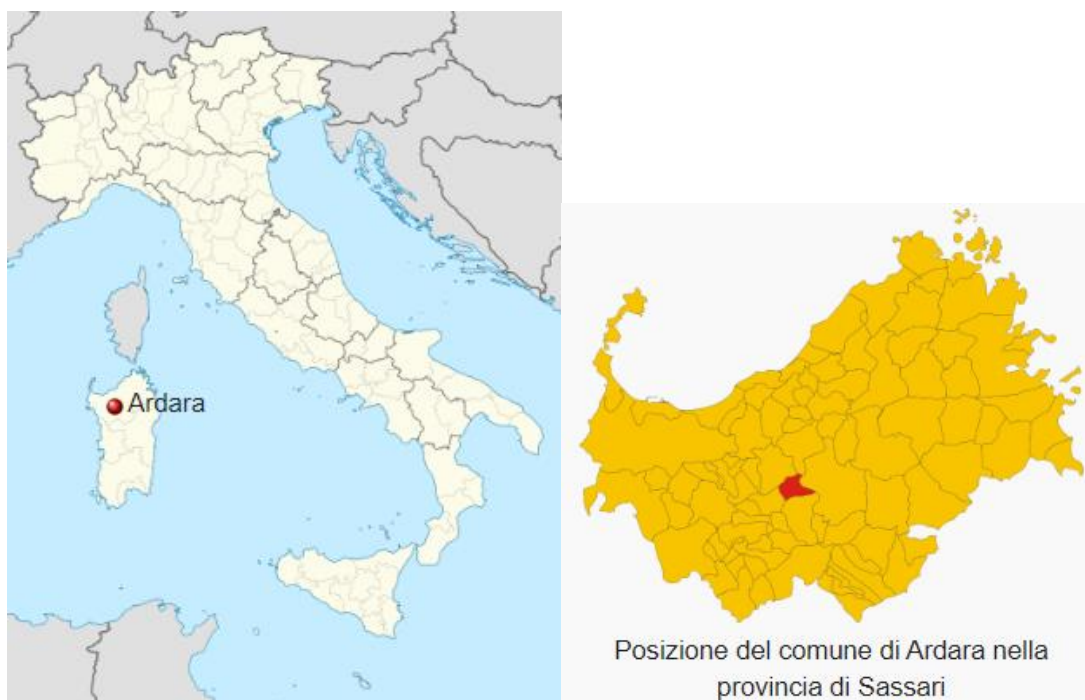 Ardara
Posizione del comune di Ardara nella
provincia di Sassari